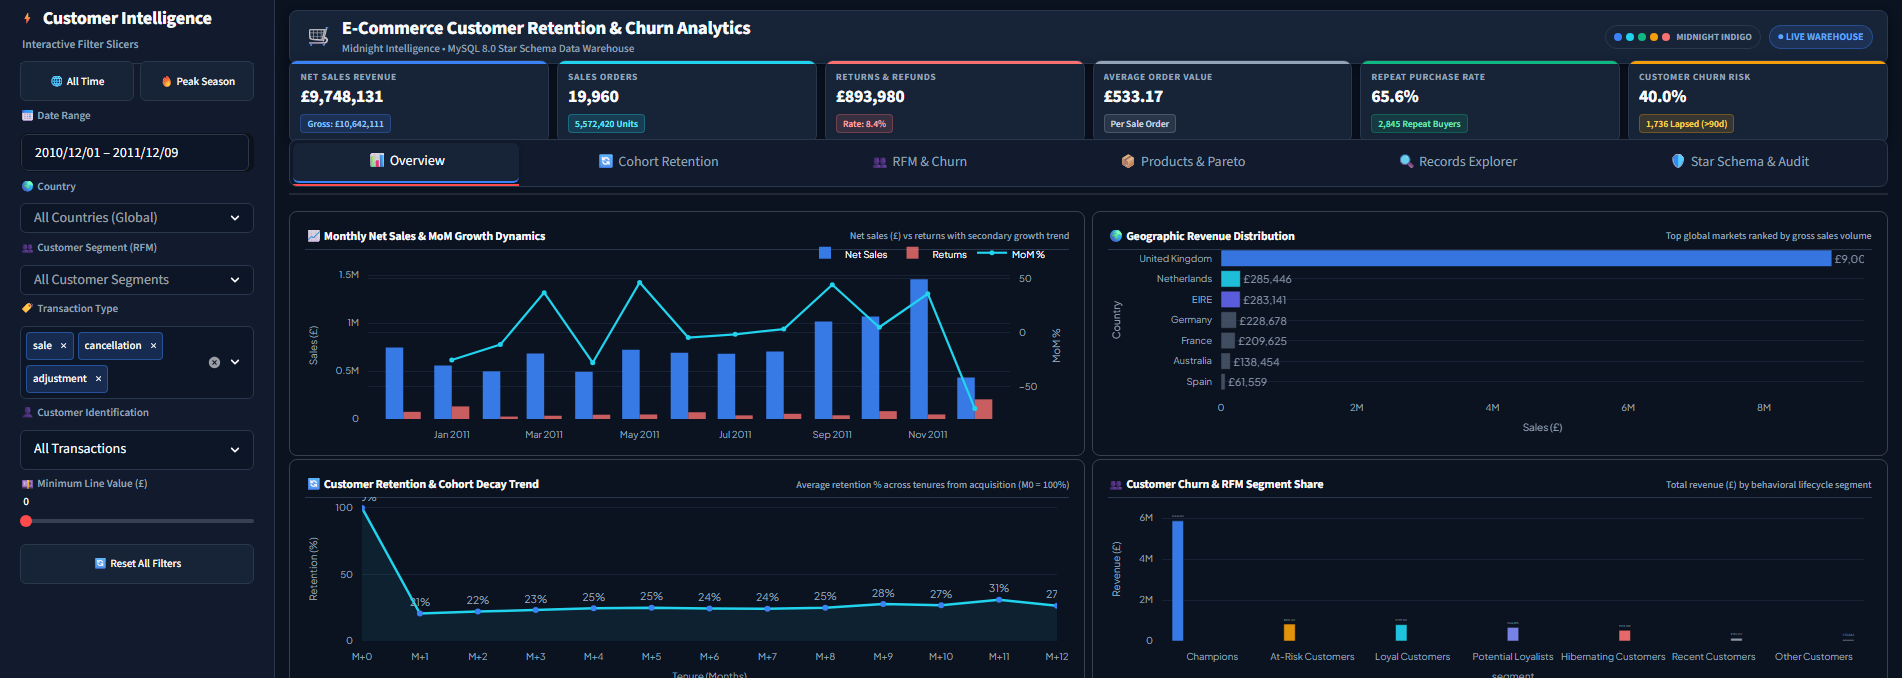 Customer Intelligence
Interactive Filter Slicers
All Time
Peak Season
Date Range
2010/12/01 – 2011/12/09
Country
All Countries (Global)
Customer Segment (RFM)
All Customer Segments
Transaction Type
sale ×
cancellation ×
adjustment ×
Customer Identification
All Transactions
Minimum Line Value (£)
0
Reset All Filters
E-Commerce Customer Retention & Churn Analytics
Midnight Intelligence • MySQL 8.0 Star Schema Data Warehouse
MIDNIGHT INDIGO
LIVE WAREHOUSE
NET SALES REVENUE
£9,748,131
Gross: £10,642,111
SALES ORDERS
19,960
5,572,420 Units
RETURNS & REFUNDS
£893,980
Rate: 8.4%
AVERAGE ORDER VALUE
£533.17
Per Sale Order
REPEAT PURCHASE RATE
65.6%
2,845 Repeat Buyers
CUSTOMER CHURN RISK
40.0%
1,736 Lapsed (>90d)
Overview
Cohort Retention
RFM & Churn
Products & Pareto
Records Explorer
Star Schema & Audit
Monthly Net Sales & MoM Growth Dynamics
Net sales (£) vs returns with secondary growth trend
Net Sales
Returns
MoM %
1.5M
1M
0.5M
0
Sales (£)
50
0
−50
MoM %
Jan 2011
Mar 2011
May 2011
Jul 2011
Sep 2011
Nov 2011
Geographic Revenue Distribution
Top global markets ranked by gross sales volume
Country
United Kingdom £9,00
Netherlands £285,446
EIRE £283,141
Germany £228,678
France £209,625
Australia £138,454
Spain £61,559
0
2M
4M
6M
8M
Sales (£)
Customer Retention & Cohort Decay Trend
Average retention % across tenures from acquisition (M0 = 100%)
100
50
0
Retention (%)
21%
22%
23%
25%
25%
24%
24%
25%
28%
27%
31%
27
M+0
M+1
M+2
M+3
M+4
M+5
M+6
M+7
M+8
M+9
M+10
M+11
M+12
Tenure (Months)
Customer Churn & RFM Segment Share
Total revenue (£) by behavioral lifecycle segment
6M
4M
2M
0
Revenue (£)
Champions
At-Risk Customers
Loyal Customers
Potential Loyalists
Hibernating Customers
Recent Customers
Other Customers
segment